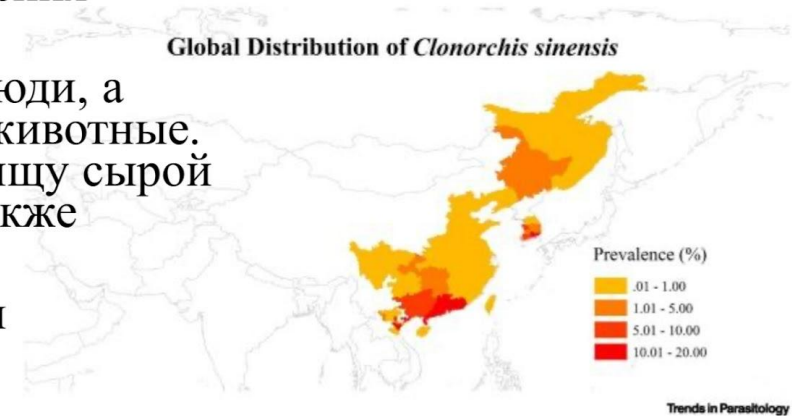 Global Distribution of Clonorchis sinensis
юди, а
животные.
ищу сырой
кже
Prevalence (%)
.01 - 1.00
1.01 - 5.00
5.01 - 10.00
10.01 - 20.00
Trends in Parasitology